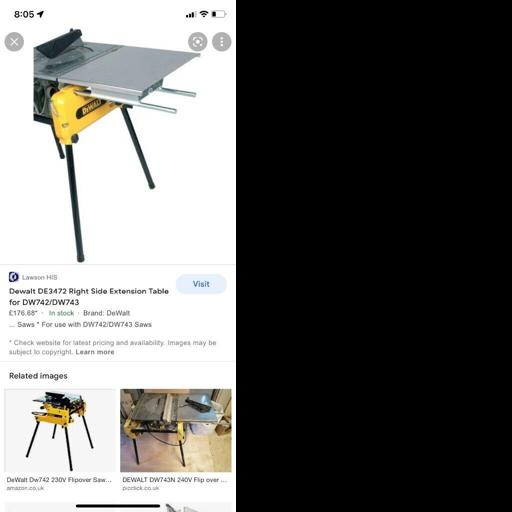 8:05
DEWALT
Lawson HIS
Dewalt DE3472 Right Side Extension Table
for DW742/DW743
Visit
£176.68* · In stock · Brand: DeWalt
... Saws * For use with DW742/DW743 Saws
* Check website for latest pricing and availability. Images may be
subject to copyright. Learn more
Related images
DeWalt Dw742 230V Flipover Saw...
amazon.co.uk
DEWALT DW743N 240V Flip over ...
picclick.co.uk